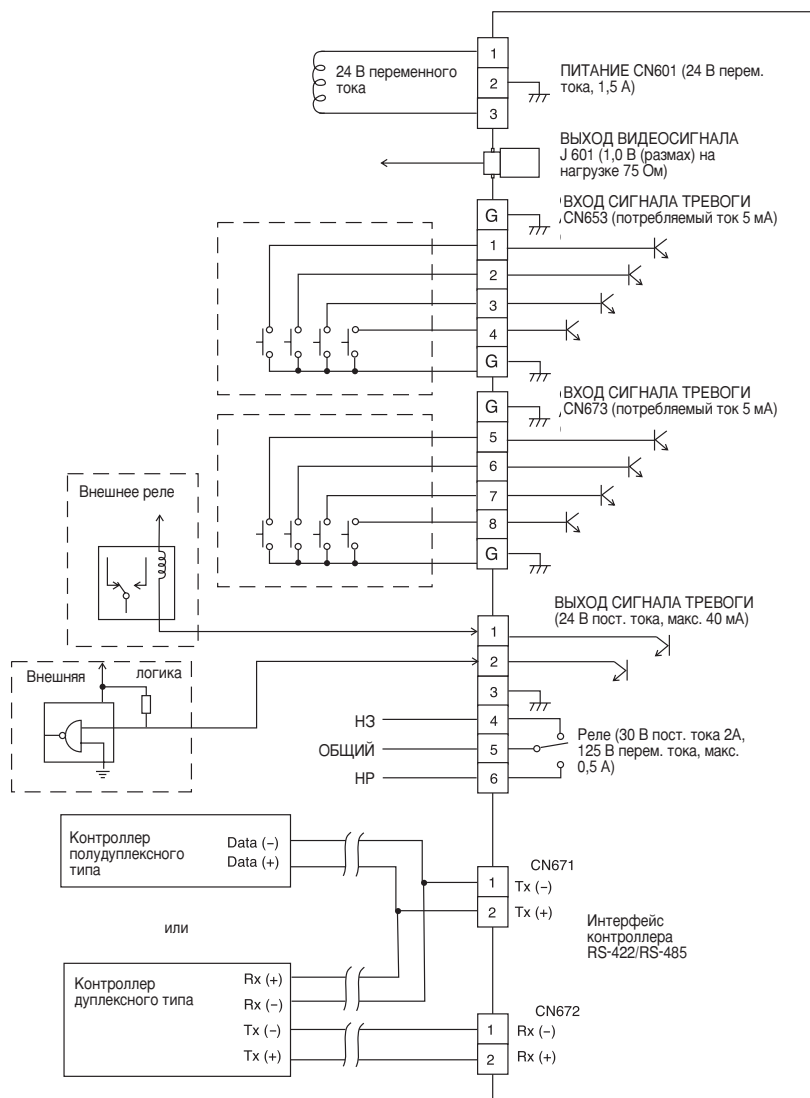 1
24 В переменного
тока
2
3
ПИТАНИЕ CN601 (24 В перем.
тока, 1,5 А)
ВЫХОД ВИДЕОСИГНАЛА
J 601 (1,0 В (размах) на
нагрузке 75 Ом)
G
ВХОД СИГНАЛА ТРЕВОГИ
CN653 (потребляемый ток 5 мА)
1
2
3
4
G
G
ВХОД СИГНАЛА ТРЕВОГИ
CN673 (потребляемый ток 5 мА)
5
6
7
8
G
Внешнее реле
ВЫХОД СИГНАЛА ТРЕВОГИ
(24 В пост. тока, макс. 40 мА)
1
2
3
Внешняя
логика
НЗ
4
ОБЩИЙ
5
НР
6
Реле (30 В пост. тока 2А,
125 В перем. тока, макс.
0,5 А)
Контроллер
полудуплексного
типа
Data (–)
Data (+)
CN671
1
Tx (–)
2
Tx (+)
или
Интерфейс
контроллера
RS-422/RS-485
Контроллер
дуплексного типа
Rx (+)
Rx (–)
Tx (–)
Tx (+)
CN672
1
Rx (–)
2
Rx (+)